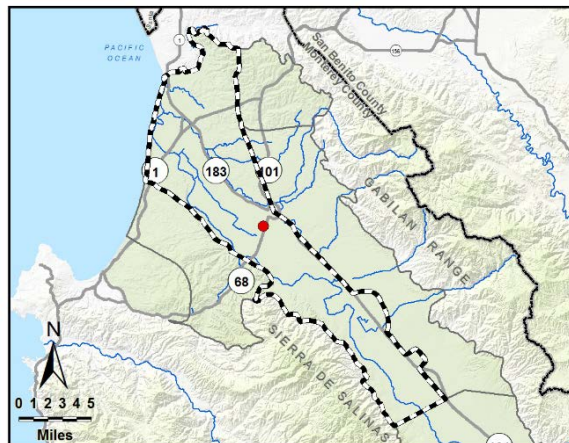 PACIFIC
OCEAN
1
156
San Benito County
Monterey County
183
101
1
GABILAN RANGE
68
N
SIERRA DE SALINAS
0 1 2 3 4 5
Miles